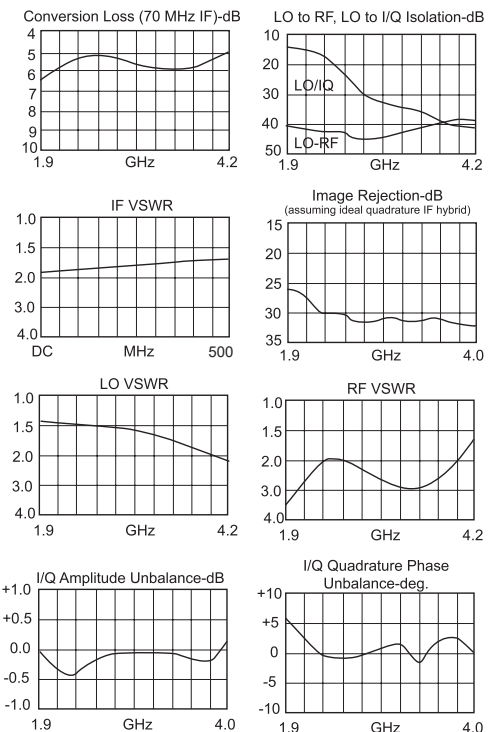 Conversion Loss (70 MHz IF)-dB
4
5
6
7
8
9
10
1.9 GHz 4.2
LO to RF, LO to I/Q Isolation-dB
10
20
30
40
50
LO/IQ
LO-RF
1.9 GHz 4.2
IF VSWR
1.0
1.5
2.0
3.0
4.0
DC MHz 500
Image Rejection-dB
(assuming ideal quadrature IF hybrid)
15
20
25
30
35
1.9 GHz 4.0
LO VSWR
1.0
1.5
2.0
3.0
4.0
1.9 GHz 4.2
RF VSWR
1.0
1.5
2.0
3.0
4.0
1.9 GHz 4.2
I/Q Amplitude Unbalance-dB
+1.0
+0.5
0.0
-0.5
-1.0
1.9 GHz 4.0
I/Q Quadrature Phase
Unbalance-deg.
+10
+5
0
-5
-10
1.9 GHz 4.0